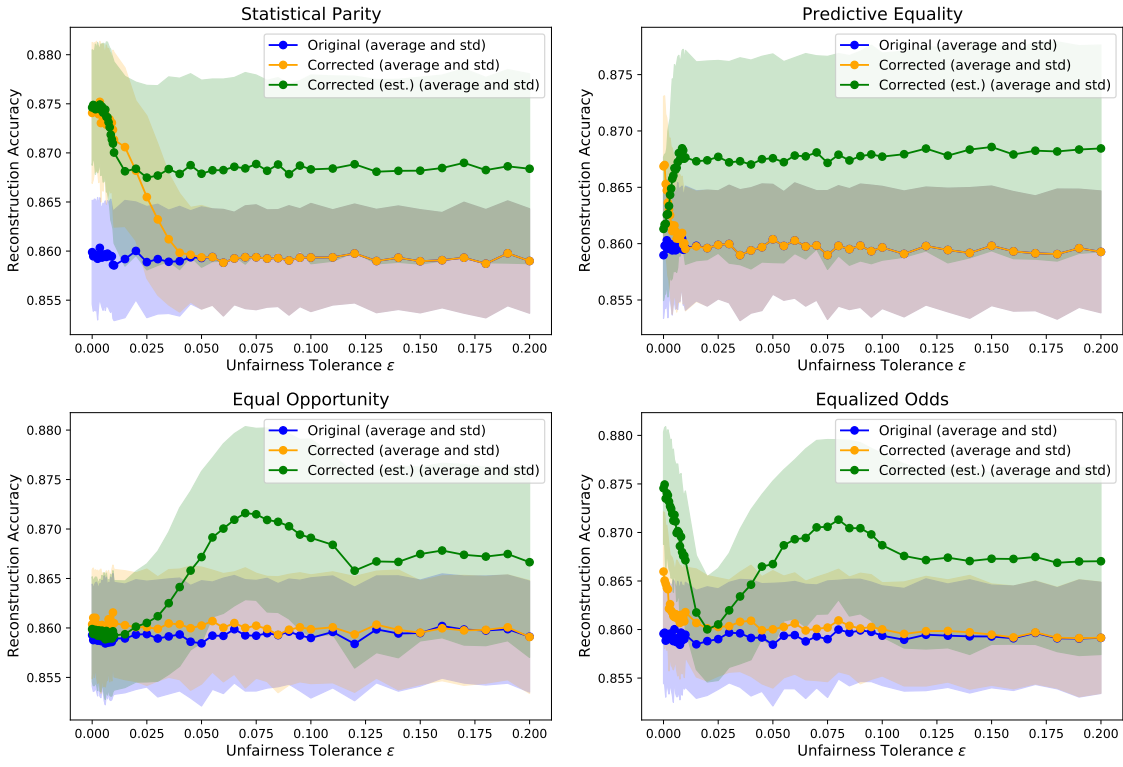 Statistical Parity
Reconstruction Accuracy
0.880
0.875
0.870
0.865
0.860
0.855
Original (average and std)
Corrected (average and std)
Corrected (est.) (average and std)
0.000 0.025 0.050 0.075 0.100 0.125 0.150 0.175 0.200
Unfairness Tolerance ε
Predictive Equality
Reconstruction Accuracy
0.875
0.870
0.865
0.860
0.855
Original (average and std)
Corrected (average and std)
Corrected (est.) (average and std)
0.000 0.025 0.050 0.075 0.100 0.125 0.150 0.175 0.200
Unfairness Tolerance ε
Equal Opportunity
Reconstruction Accuracy
0.880
0.875
0.870
0.865
0.860
0.855
Original (average and std)
Corrected (average and std)
Corrected (est.) (average and std)
0.000 0.025 0.050 0.075 0.100 0.125 0.150 0.175 0.200
Unfairness Tolerance ε
Equalized Odds
Reconstruction Accuracy
0.880
0.875
0.870
0.865
0.860
0.855
Original (average and std)
Corrected (average and std)
Corrected (est.) (average and std)
0.000 0.025 0.050 0.075 0.100 0.125 0.150 0.175 0.200
Unfairness Tolerance ε